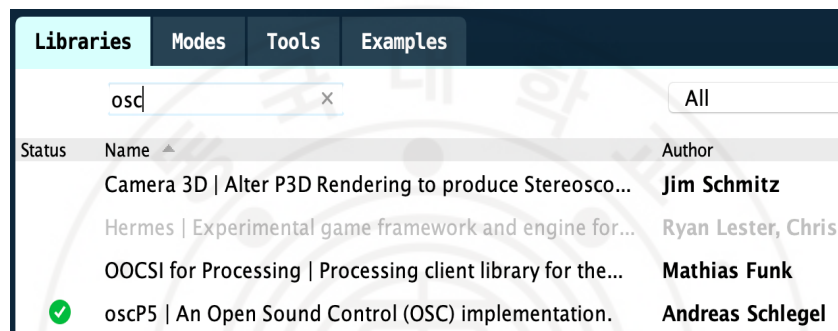 Libraries Modes Tools Examples
osc × All
Status Name Author
Camera 3D | Alter P3D Rendering to produce Stereosco... Jim Schmitz
Hermes | Experimental game framework and engine for... Ryan Lester, Chris
OOCSI for Processing | Processing client library for the... Mathias Funk
oscP5 | An Open Sound Control (OSC) implementation. Andreas Schlegel